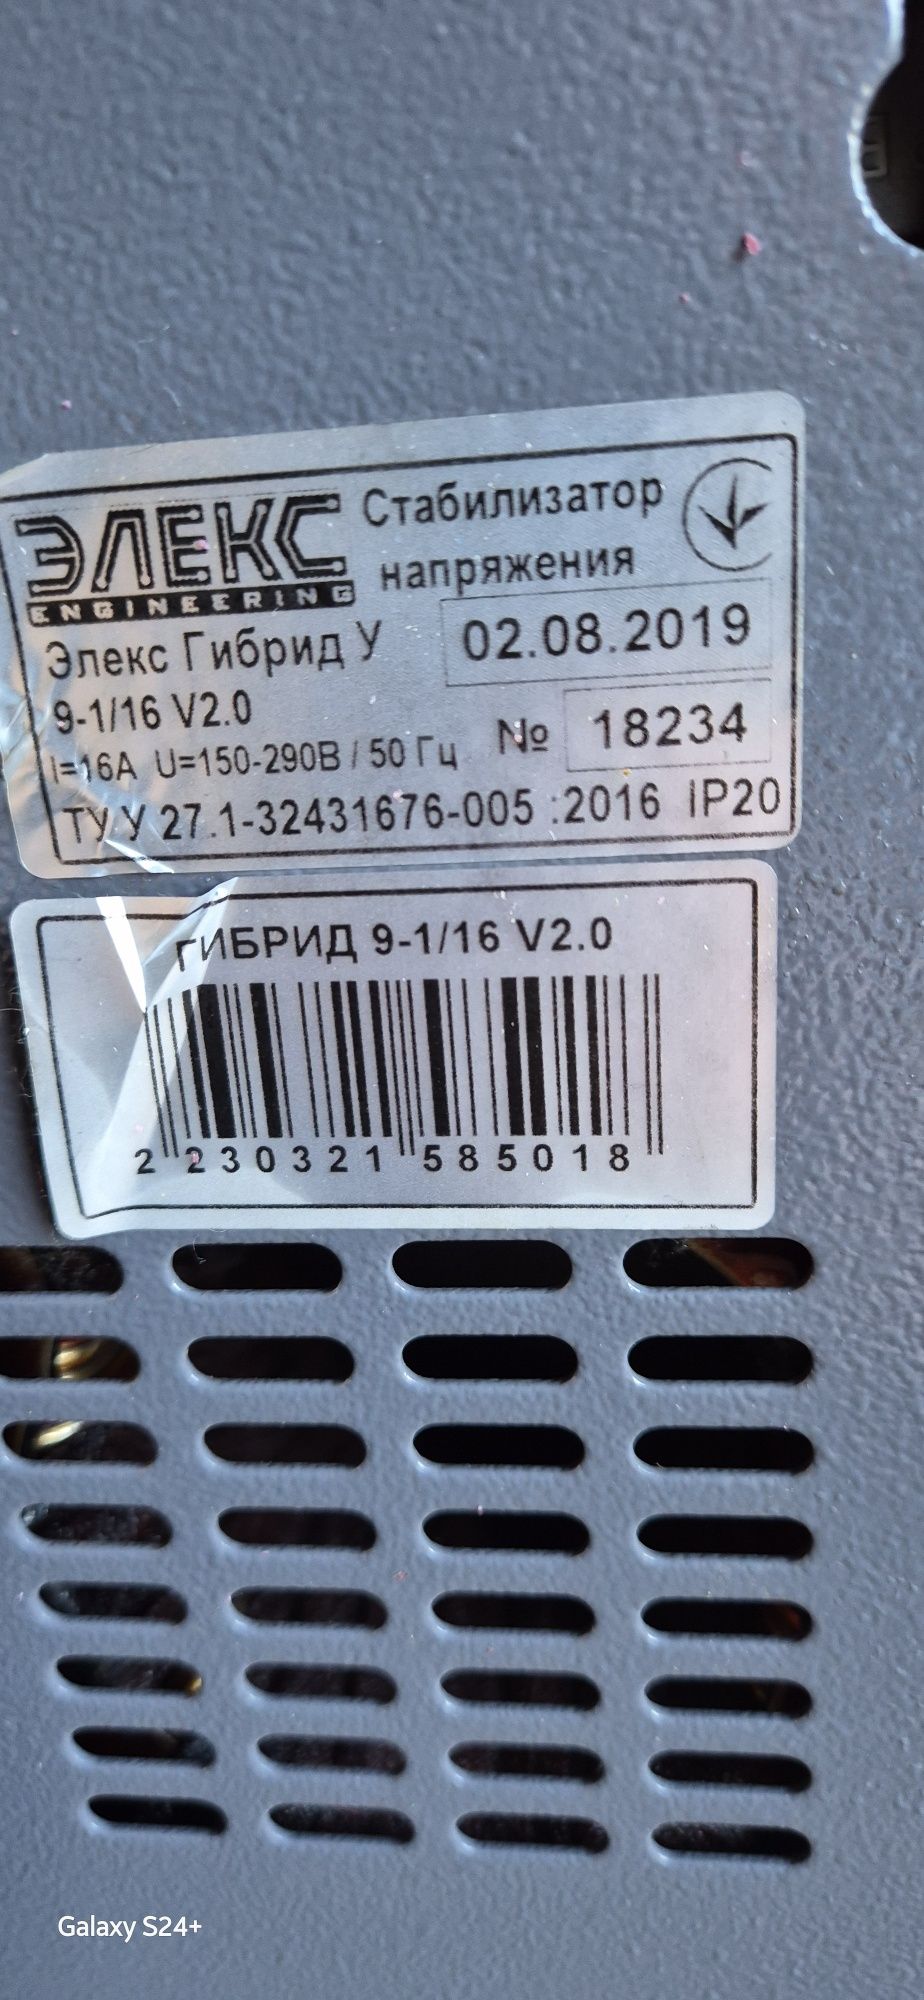 ЭЛЕКС
ENGINEERING
Стабилизатор
напряжения
Элекс Гибрид У
02.08.2019
9-1/16 V2.0
№ 18234
I=16А U=150-290В / 50 Гц
ТУ У 27.1-32431676-005 :2016 IP20
ГИБРИД 9-1/16 V2.0
2 230321 585018
Galaxy S24+